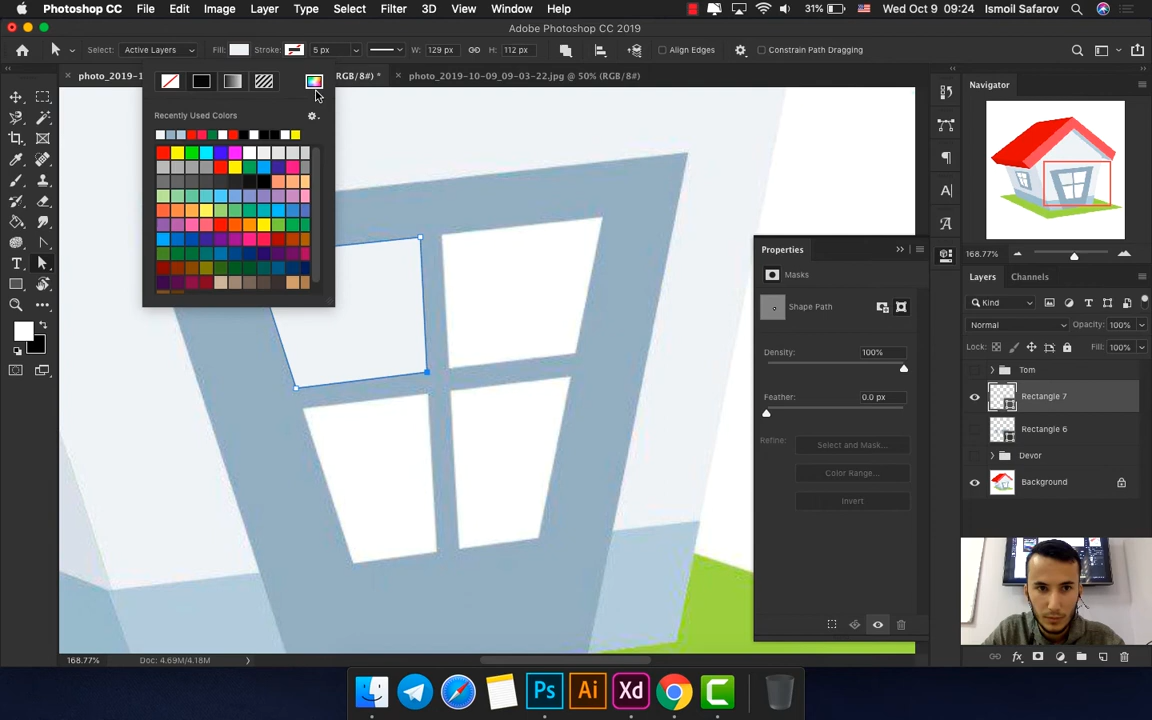 Photoshop CC File Edit Image Layer Type Select Filter 3D View Window Help 31% Wed Oct 9 09:24 Ismoil Safarov
Adobe Photoshop CC 2019
Select: Active Layers Fill: Stroke: 5 px W: 129 px H: 112 px Align Edges Constrain Path Dragging
photo_2019-1 RGB/8#) * photo_2019-10-09_09-03-22.jpg @ 50% (RGB/8#)
Navigator
Recently Used Colors
168.77%
Properties
Masks
Shape Path
Density: 100%
Feather: 0.0 px
Refine: Select and Mask...
Color Range...
Invert
Layers Channels
Kind
Normal Opacity: 100%
Lock: Fill: 100%
Tom
Rectangle 7
Rectangle 6
Devor
Background
168.77% Doc: 4.69M/4.18M
Ps Ai Xd